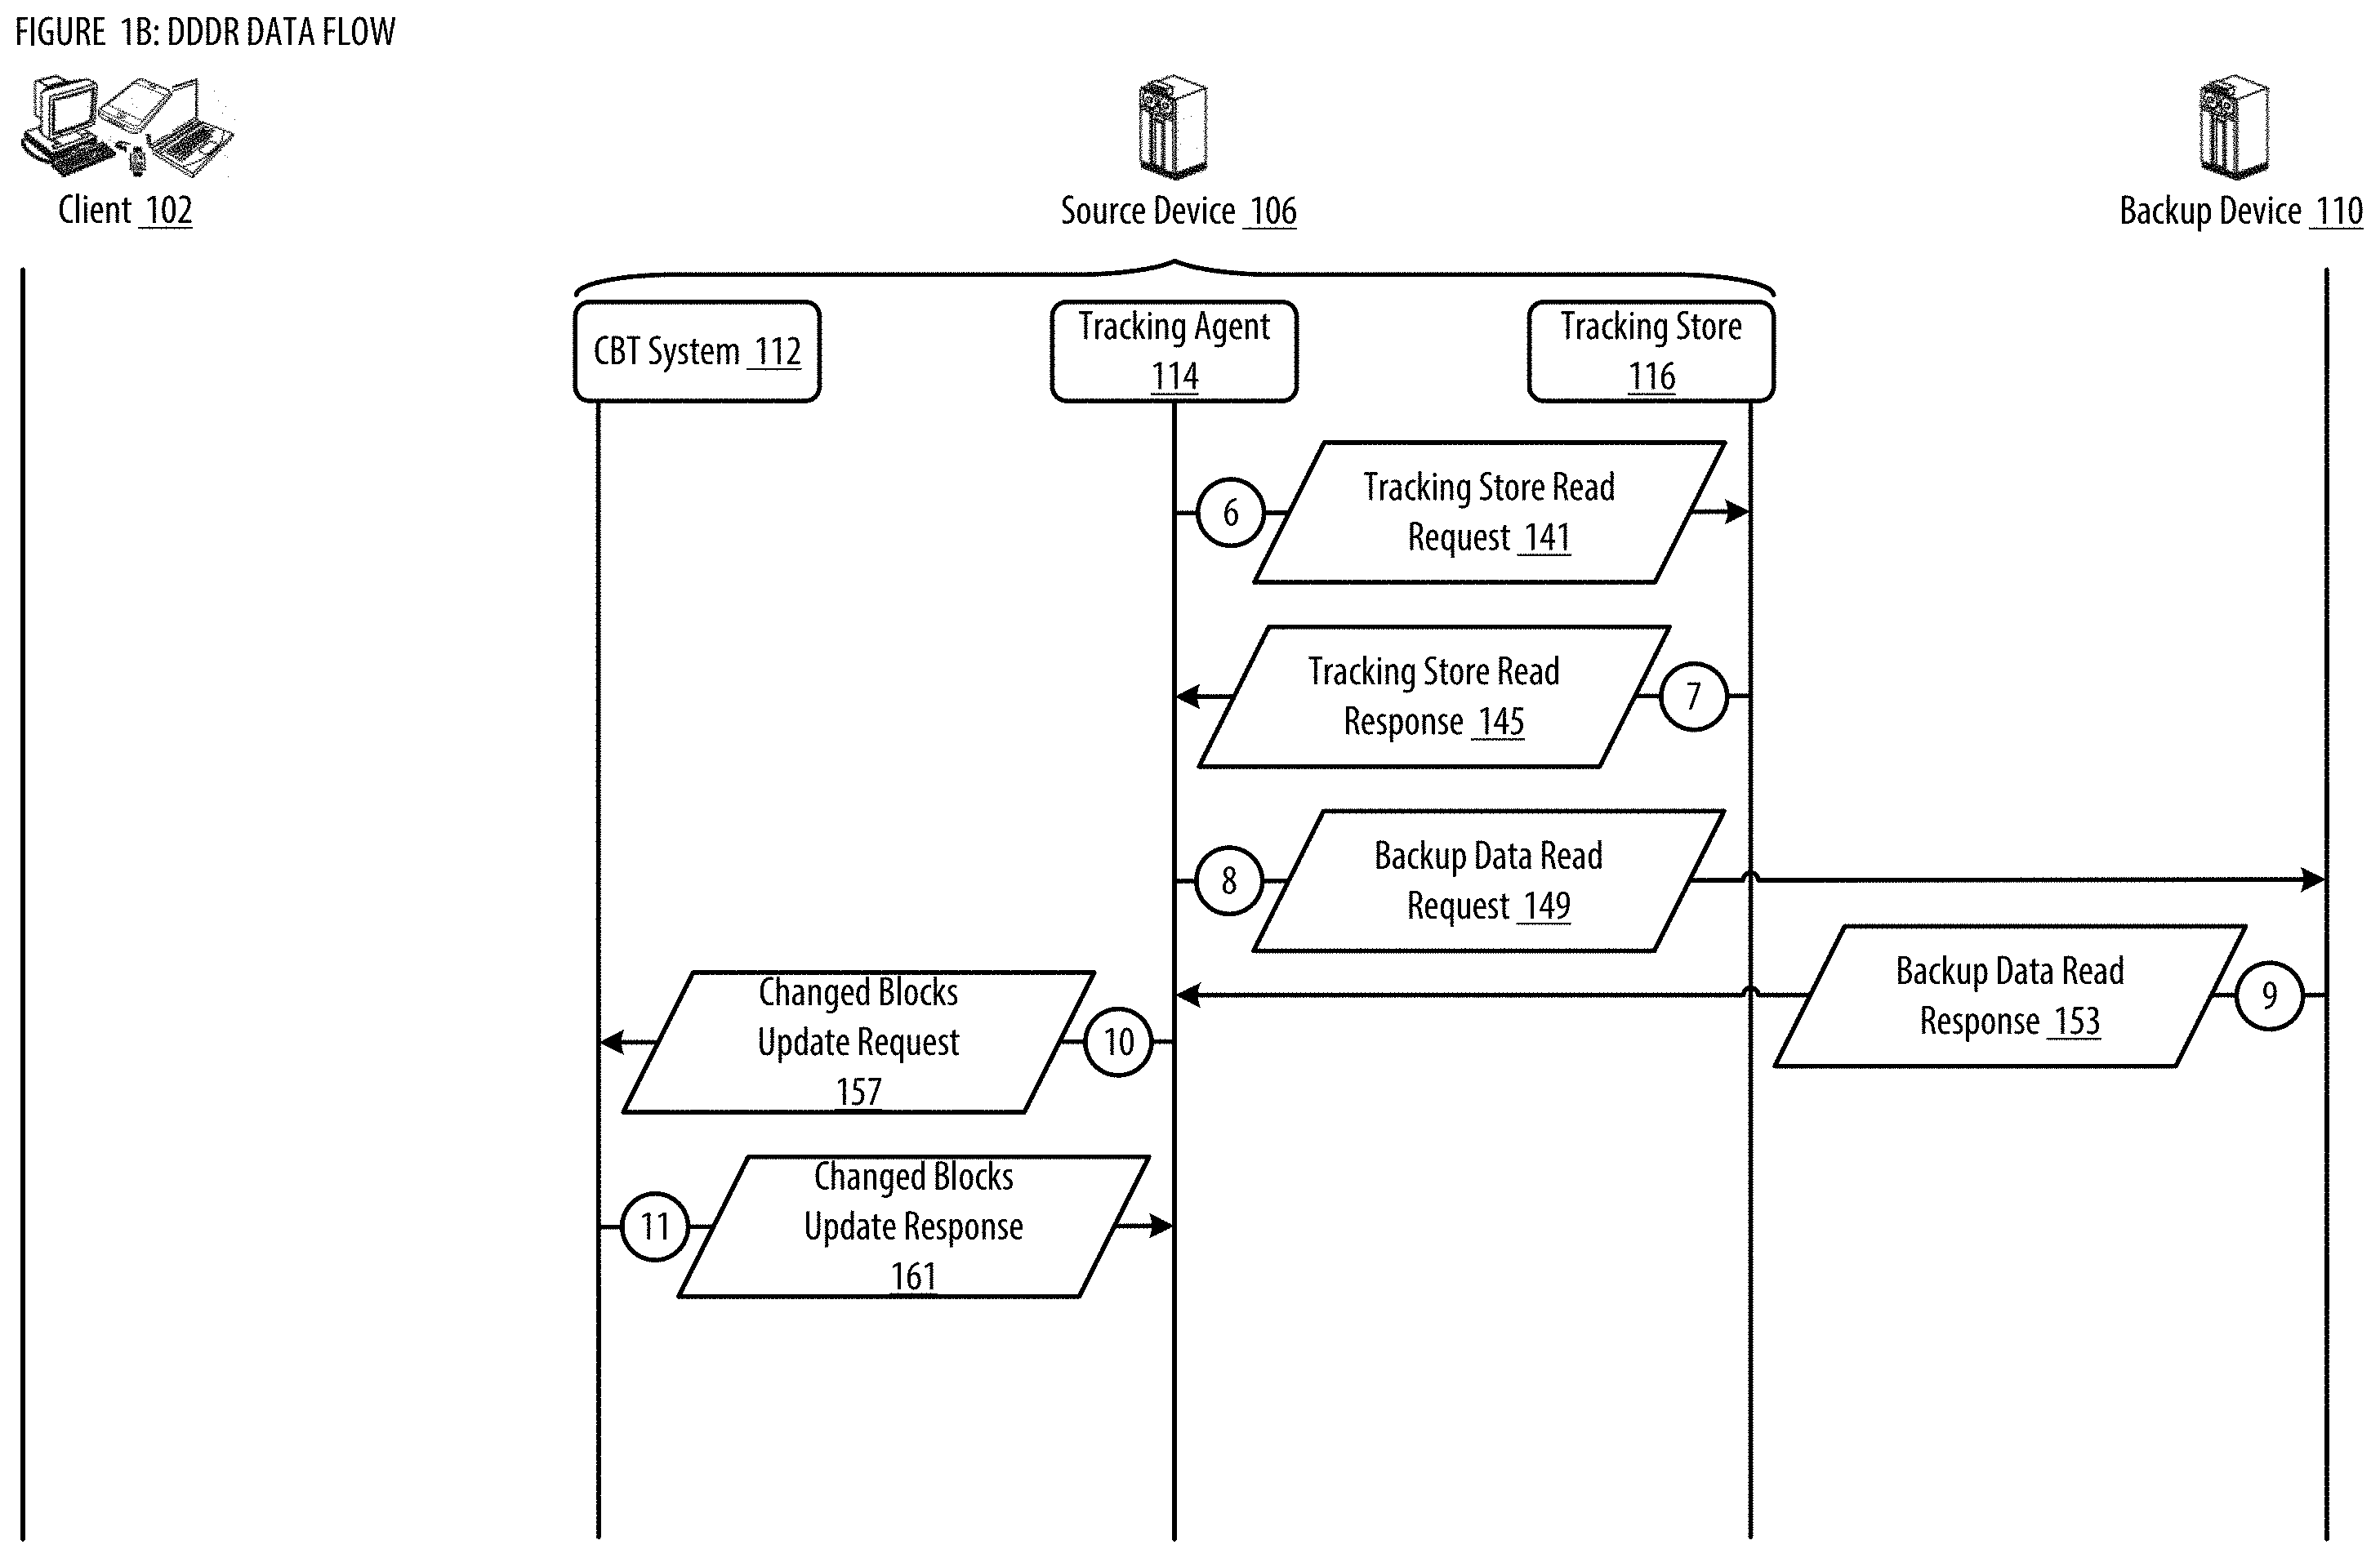 FIGURE 1B: DDDR DATA FLOW
Client 102
Source Device 106
Backup Device 110
CBT System 112
Tracking Agent
114
Tracking Store
116
6
Tracking Store Read
Request 141
Tracking Store Read
Response 145
7
8
Backup Data Read
Request 149
Backup Data Read
Response 153
9
Changed Blocks
Update Request
157
10
11
Changed Blocks
Update Response
161